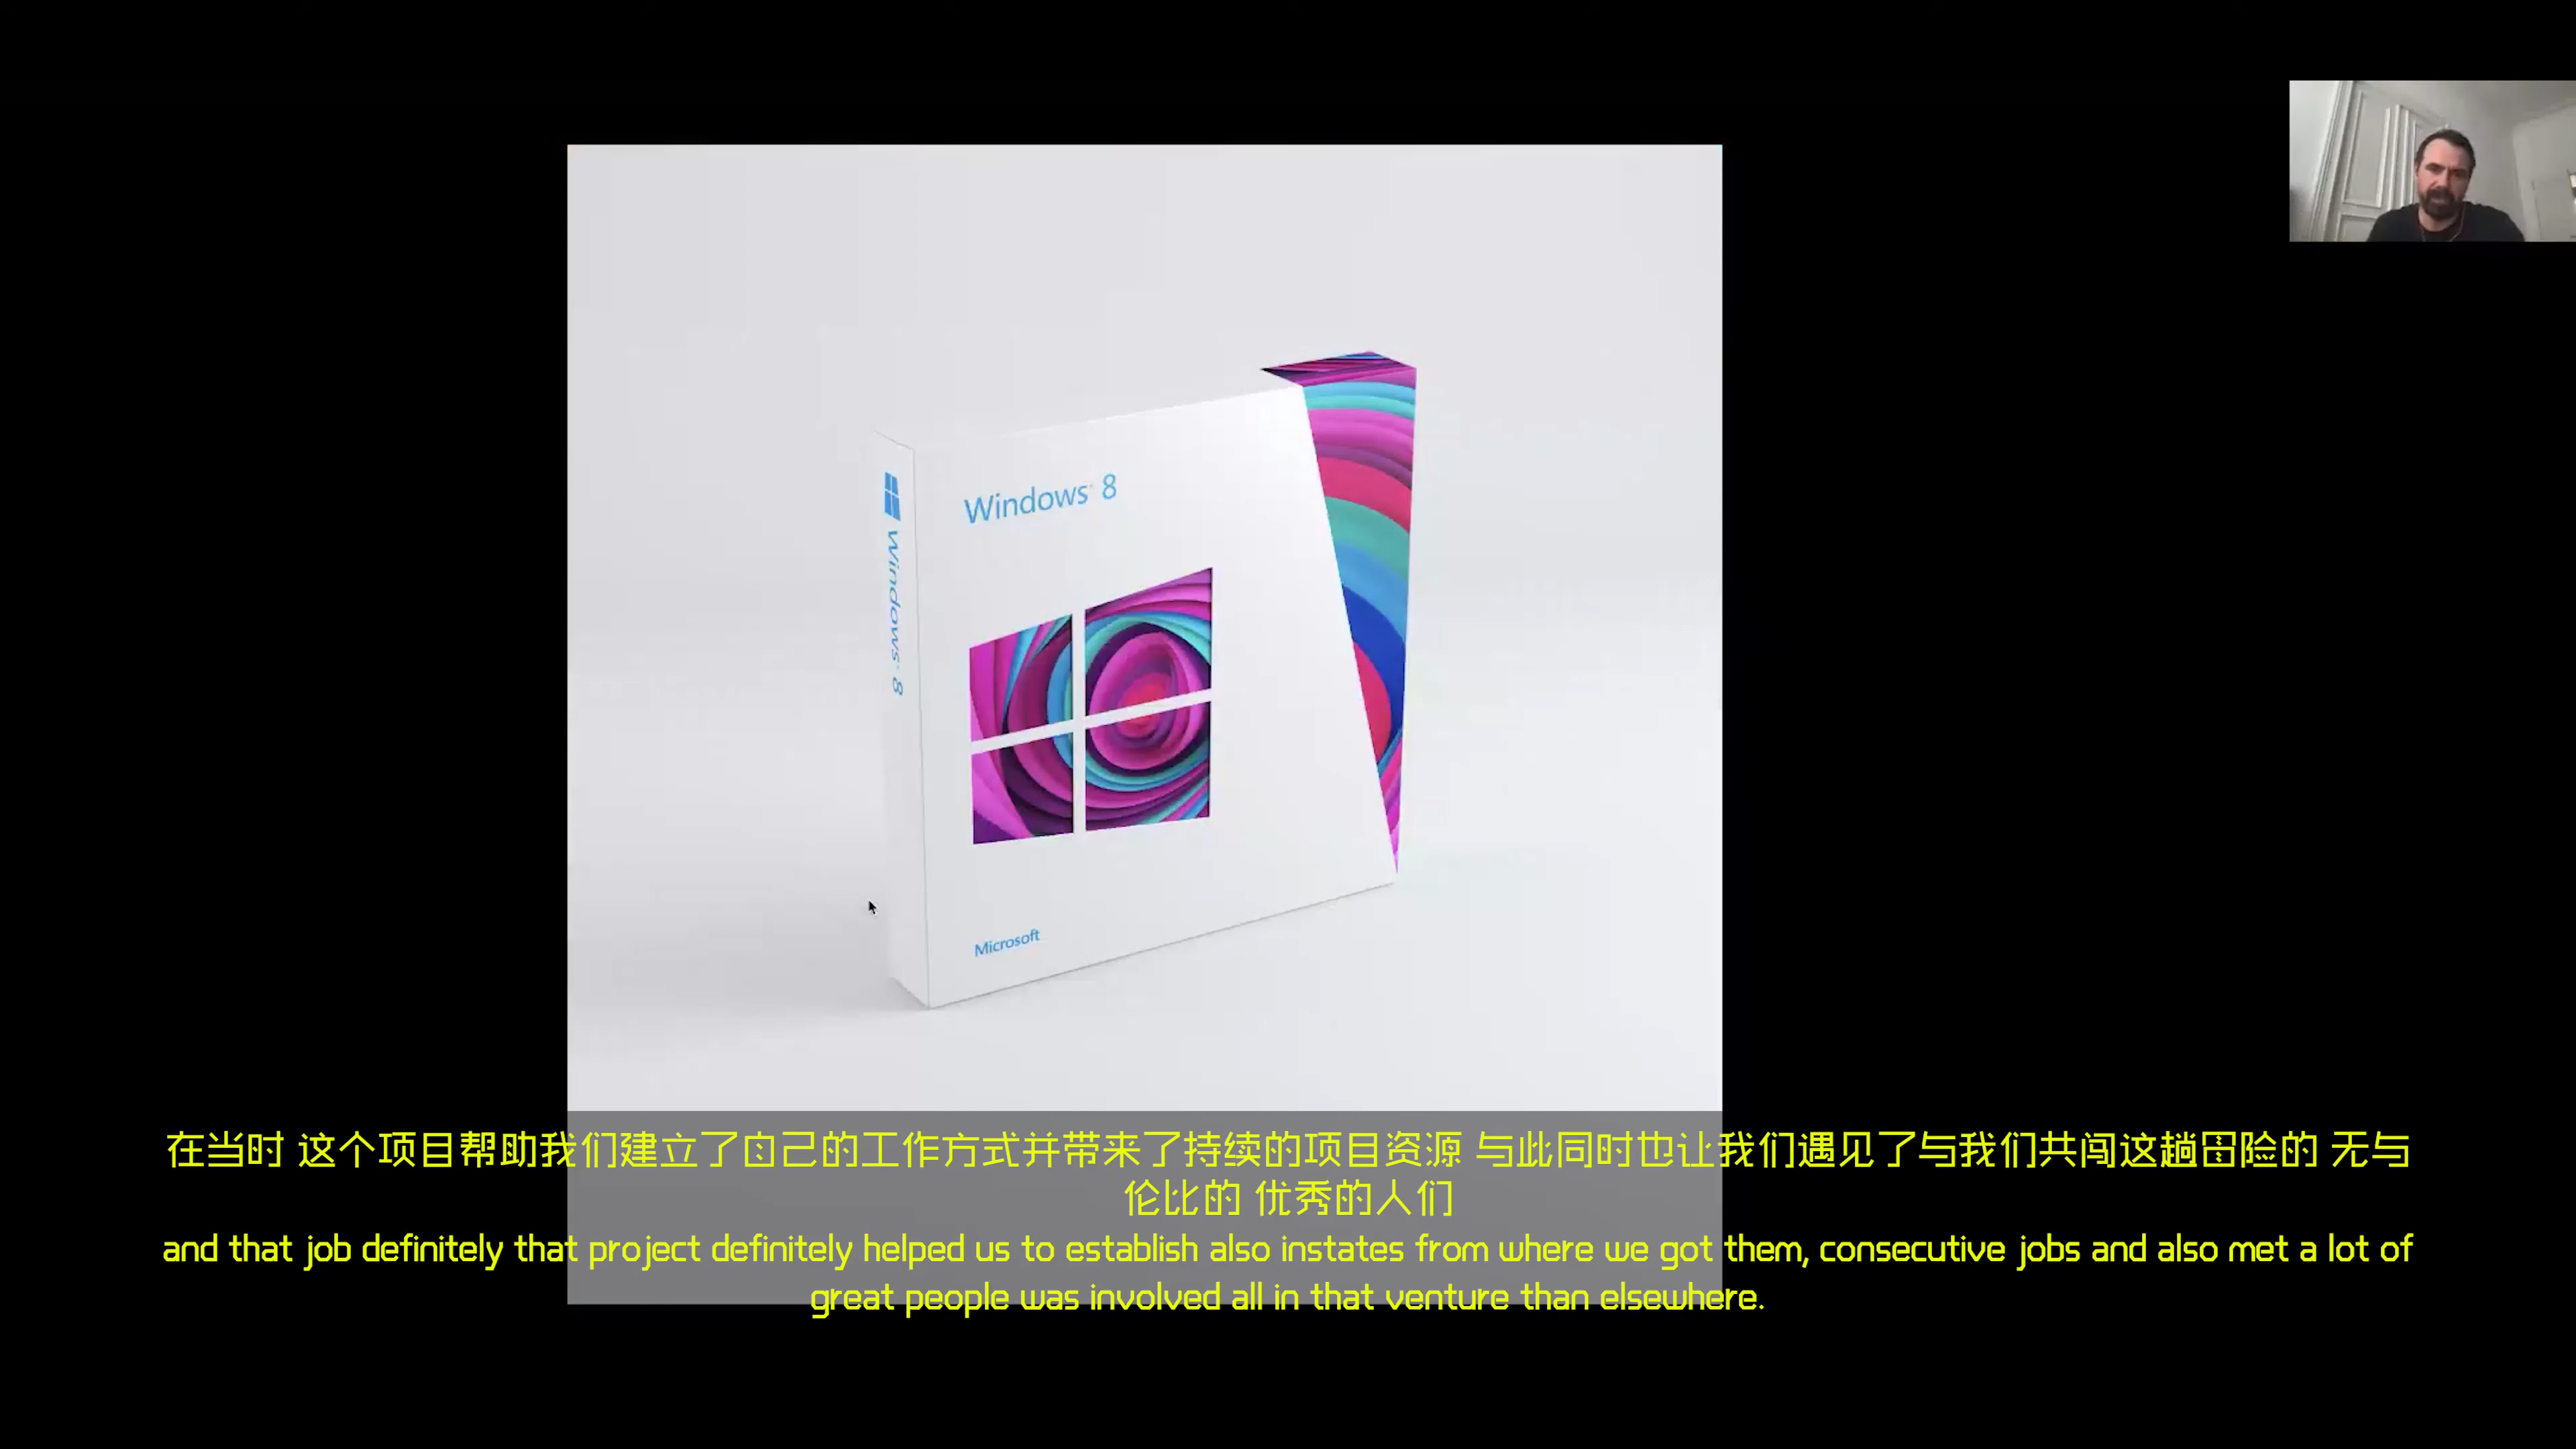 Windows 8
Windows 8
Microsoft
在当时 这个项目帮助我们建立了自己的工作方式并带来了持续的项目资源 与此同时也让我们遇见了与我们共闯这趟冒险的 无与
伦比的 优秀的人们
and that job definitely that project definitely helped us to establish also instates from where we got them, consecutive jobs and also met a lot of
great people was involved all in that venture than elsewhere.